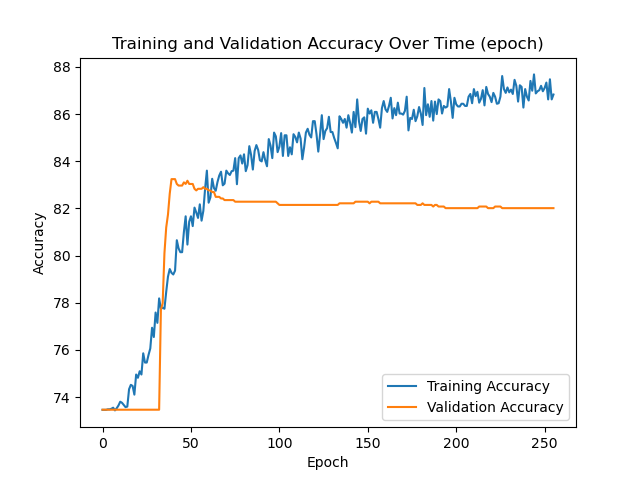 Training and Validation Accuracy Over Time (epoch)
88
86
84
82
80
78
76
74
Accuracy
0 50 100 150 200 250
Epoch
Training Accuracy
Validation Accuracy